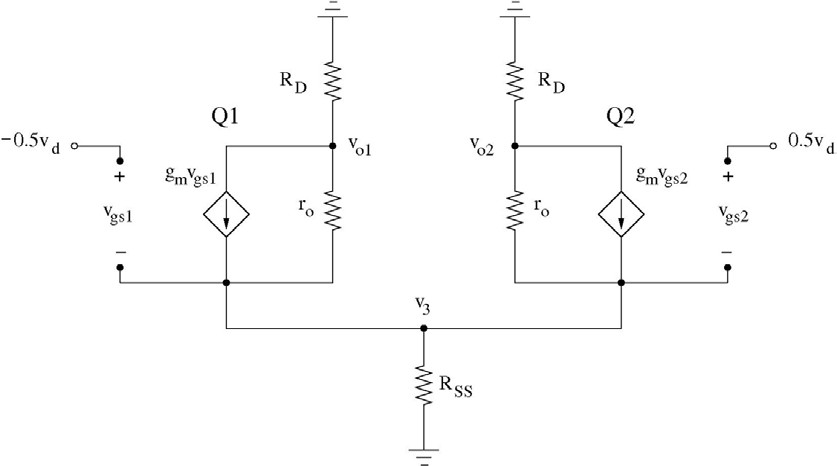 R_D
R_D
Q1
Q2
−0.5v_d
v_o1
v_o2
0.5v_d
+
g_m v_gs1
g_m v_gs2
+
v_gs1
r_o
r_o
v_gs2
−
−
v_3
R_SS